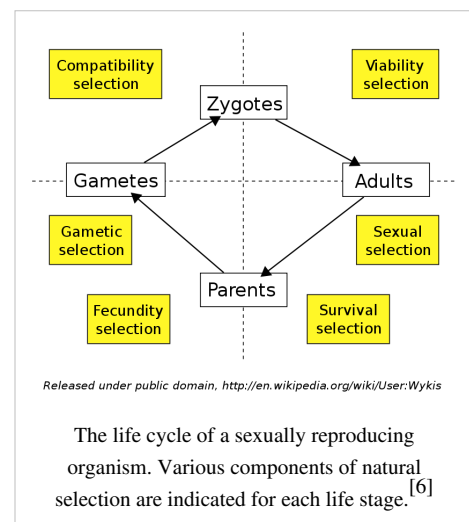 Compatibility
selection
Viability
selection
Zygotes
Gametes
Adults
Gametic
selection
Sexual
selection
Parents
Fecundity
selection
Survival
selection
Released under public domain, http://en.wikipedia.org/wiki/User:Wykis
The life cycle of a sexually reproducing
organism. Various components of natural
selection are indicated for each life stage.[6]